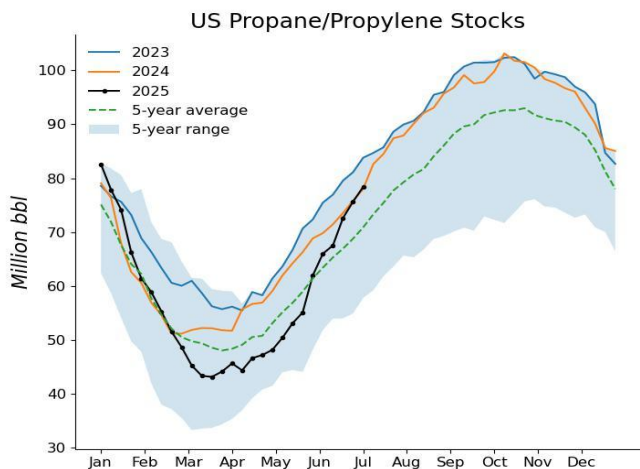 US Propane/Propylene Stocks
2023
2024
2025
5-year average
5-year range
Million bbl
100
90
80
70
60
50
40
30
Jan Feb Mar Apr May Jun Jul Aug Sep Oct Nov Dec